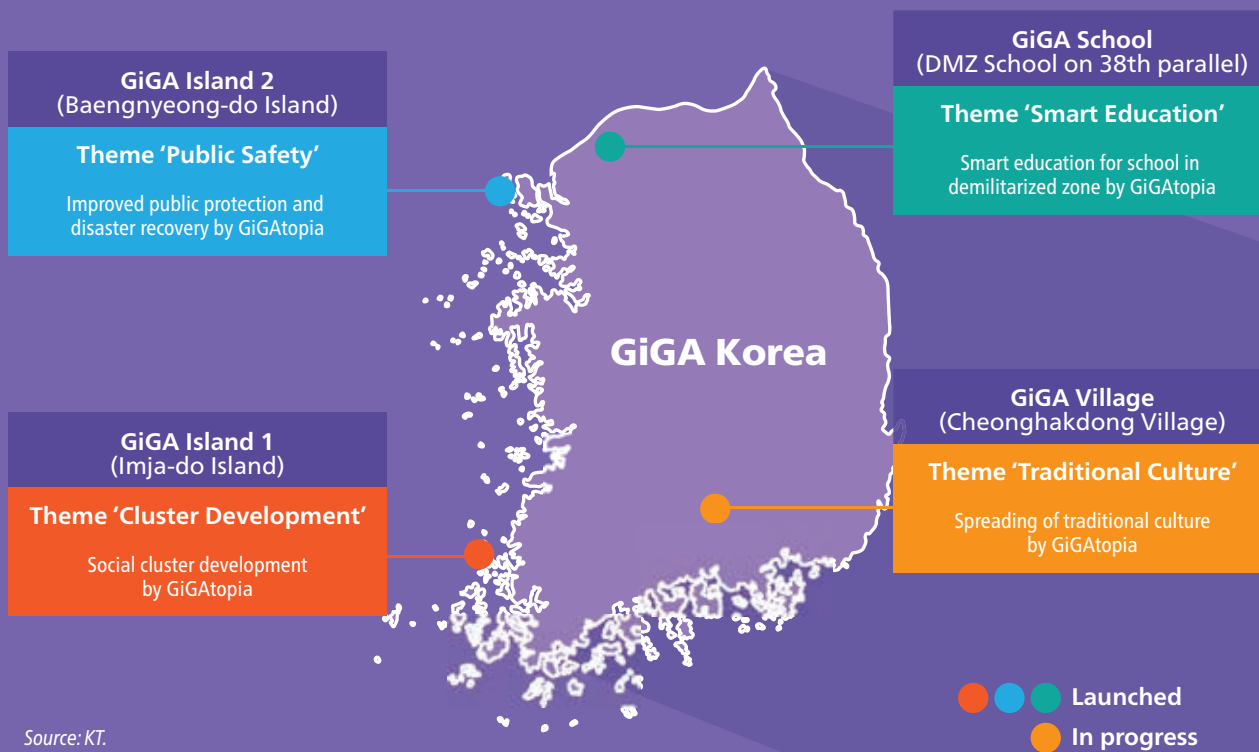 GiGA Island 2
(Baengnyeong-do Island)
Theme ‘Public Safety’
Improved public protection and
disaster recovery by GiGAtopia
GiGA School
(DMZ School on 38th parallel)
Theme ‘Smart Education’
Smart education for school in
demilitarized zone by GiGAtopia
GiGA Korea
GiGA Island 1
(Imja-do Island)
Theme ‘Cluster Development’
Social cluster development
by GiGAtopia
GiGA Village
(Cheonghakdong Village)
Theme ‘Traditional Culture’
Spreading of traditional culture
by GiGAtopia
Launched
In progress
Source: KT.